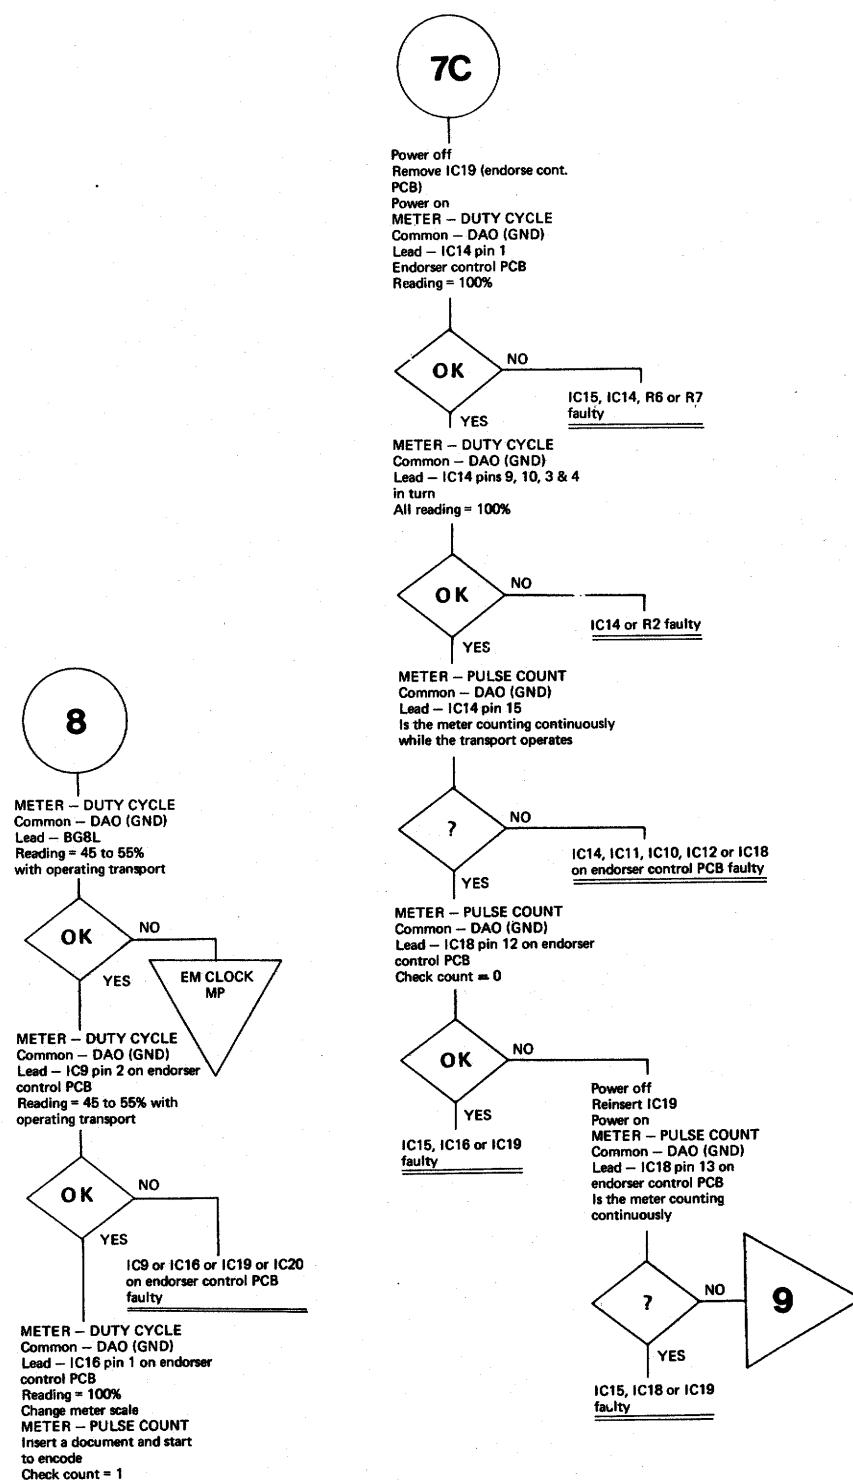 7C
Power off
Remove IC19 (endorse cont.
PCB)
Power on
METER — DUTY CYCLE
Common — DAO (GND)
Lead — IC14 pin 1
Endorser control PCB
Reading = 100%
OK
NO
IC15, IC14, R6 or R7
faulty
YES
METER — DUTY CYCLE
Common — DAO (GND)
Lead — IC14 pins 9, 10, 3 & 4
in turn
All reading = 100%
OK
NO
IC14 or R2 faulty
YES
METER — PULSE COUNT
Common — DAO (GND)
Lead — IC14 pin 15
Is the meter counting continuously
while the transport operates
?
NO
IC14, IC11, IC10, IC12 or IC18
on endorser control PCB faulty
YES
METER — PULSE COUNT
Common — DAO (GND)
Lead — IC18 pin 12 on endorser
control PCB
Check count = 0
OK
NO
YES
IC15, IC16 or IC19
faulty
Power off
Reinsert IC19
Power on
METER — PULSE COUNT
Common — DAO (GND)
Lead — IC18 pin 13 on
endorser control PCB
Is the meter counting
continuously
?
NO
9
YES
IC15, IC18 or IC19
faulty
8
METER — DUTY CYCLE
Common — DAO (GND)
Lead — BG8L
Reading = 45 to 55%
with operating transport
OK
NO
EM CLOCK
MP
YES
METER — DUTY CYCLE
Common — DAO (GND)
Lead — IC9 pin 2 on endorser
control PCB
Reading = 45 to 55% with
operating transport
OK
NO
IC9 or IC16 or IC19 or IC20
on endorser control PCB
faulty
YES
METER — DUTY CYCLE
Common — DAO (GND)
Lead — IC16 pin 1 on endorser
control PCB
Reading = 100%
Change meter scale
METER — PULSE COUNT
Insert a document and start
to encode
Check count = 1